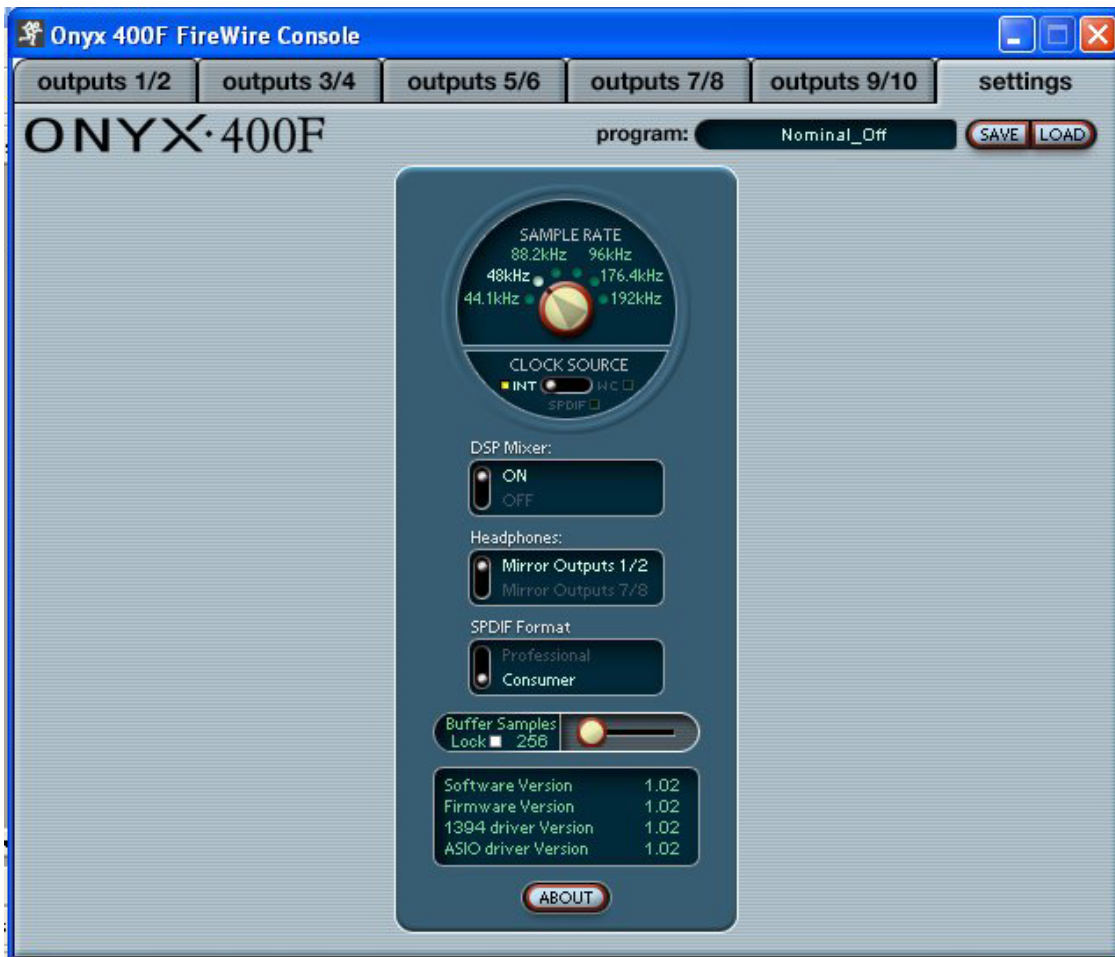 Onyx 400F FireWire Console
outputs 1/2 outputs 3/4 outputs 5/6 outputs 7/8 outputs 9/10 settings
ONYX·400F program: Nominal_Off SAVE LOAD
SAMPLE RATE
88.2kHz 96kHz
48kHz 176.4kHz
44.1kHz 192kHz
CLOCK SOURCE
INT WC
SPDIF
DSP Mixer:
ON
OFF
Headphones:
Mirror Outputs 1/2
Mirror Outputs 7/8
SPDIF Format
Professional
Consumer
Buffer Samples
Lock 256
Software Version 1.02
Firmware Version 1.02
1394 driver Version 1.02
ASIO driver Version 1.02
ABOUT